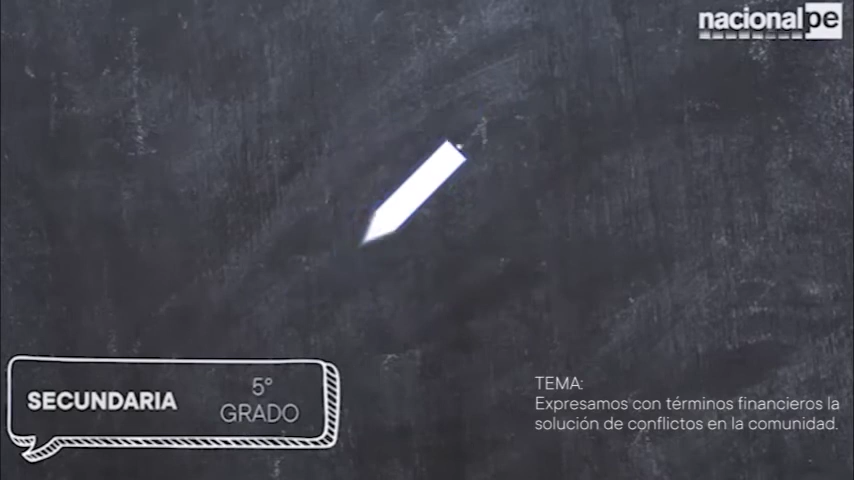 nacionalpe
SECUNDARIA
5°
GRADO
TEMA:
Expresamos con términos financieros la
solución de conflictos en la comunidad.